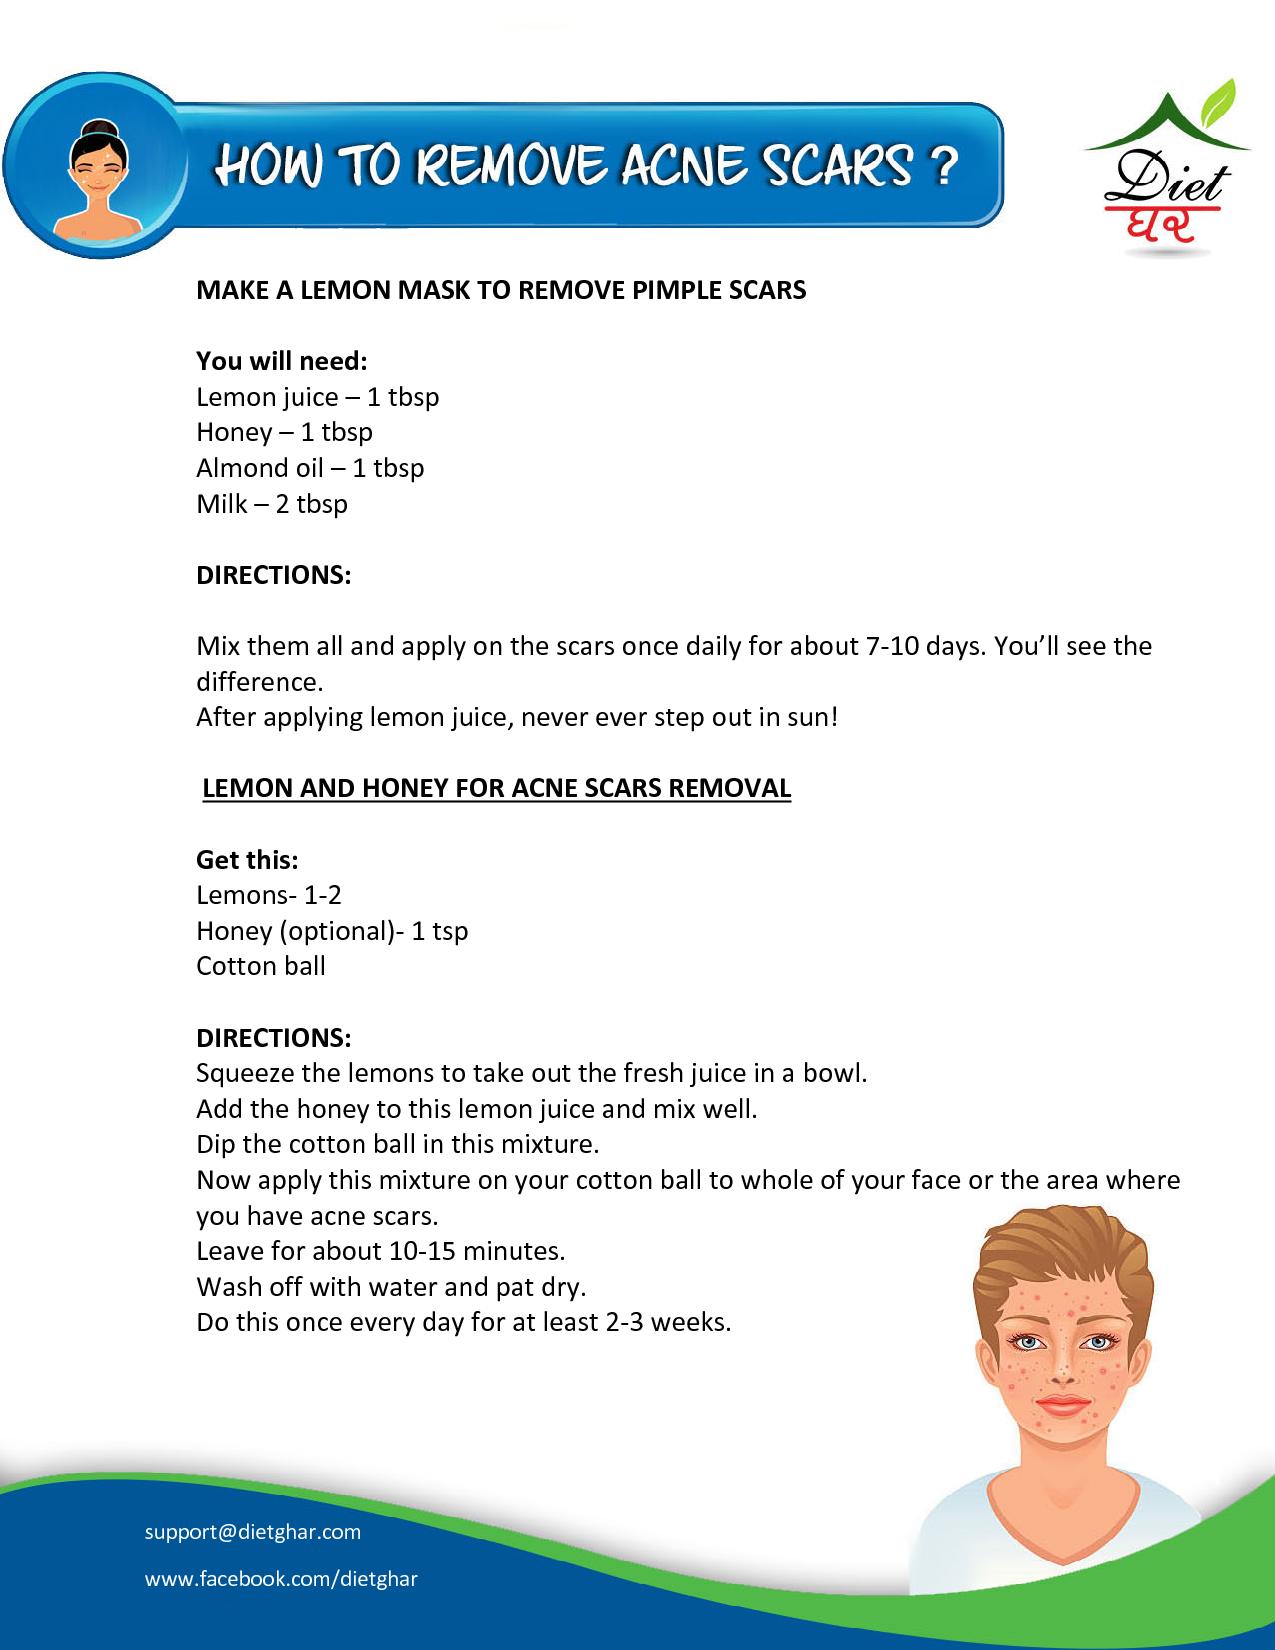 HOW TO REMOVE ACNE SCARS ?
Diet
ઘર
MAKE A LEMON MASK TO REMOVE PIMPLE SCARS
You will need:
Lemon juice – 1 tbsp
Honey – 1 tbsp
Almond oil – 1 tbsp
Milk – 2 tbsp
DIRECTIONS:
Mix them all and apply on the scars once daily for about 7-10 days. You’ll see the
difference.
After applying lemon juice, never ever step out in sun!
LEMON AND HONEY FOR ACNE SCARS REMOVAL
Get this:
Lemons- 1-2
Honey (optional)- 1 tsp
Cotton ball
DIRECTIONS:
Squeeze the lemons to take out the fresh juice in a bowl.
Add the honey to this lemon juice and mix well.
Dip the cotton ball in this mixture.
Now apply this mixture on your cotton ball to whole of your face or the area where
you have acne scars.
Leave for about 10-15 minutes.
Wash off with water and pat dry.
Do this once every day for at least 2-3 weeks.
support@dietghar.com
www.facebook.com/dietghar